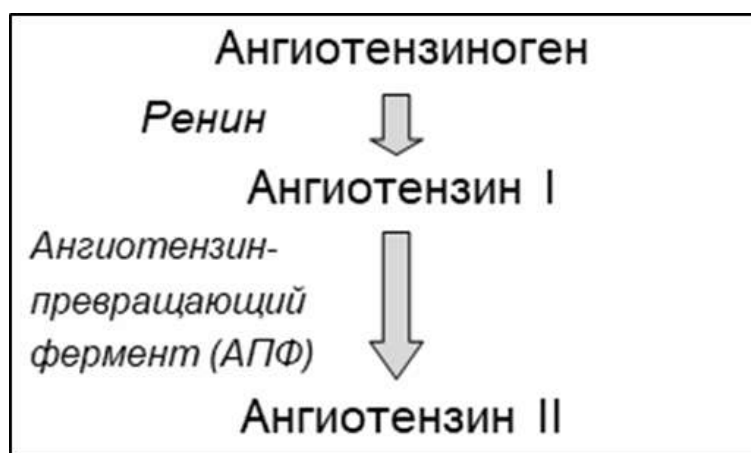 Ангиотензиноген
Ренин
Ангиотензин I
Ангиотензин-
превращающий
фермент (АПФ)
Ангиотензин II